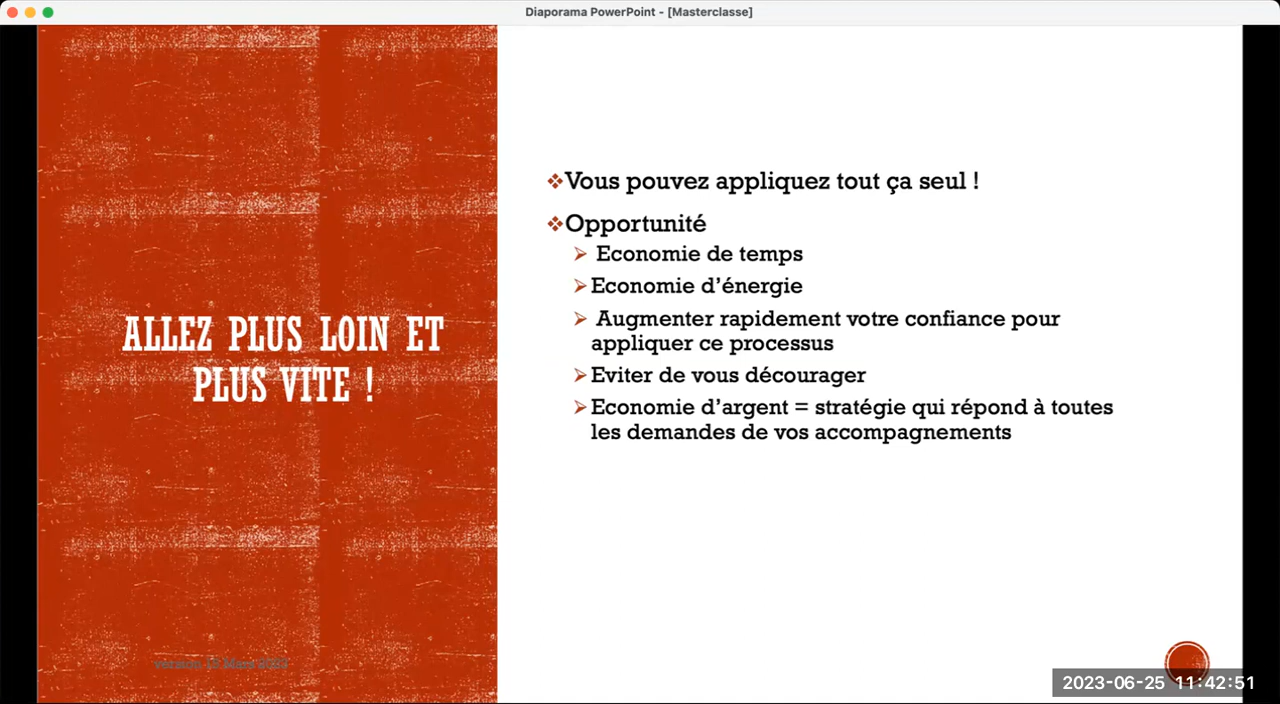 Diaporama PowerPoint - [Masterclasse]
ALLEZ PLUS LOIN ET
PLUS VITE !
Vous pouvez appliquez tout ça seul !
Opportunité
Economie de temps
Economie d’énergie
Augmenter rapidement votre confiance pour
appliquer ce processus
Eviter de vous décourager
Economie d’argent = stratégie qui répond à toutes
les demandes de vos accompagnements
version Mars
2023-06-25 11:42:51